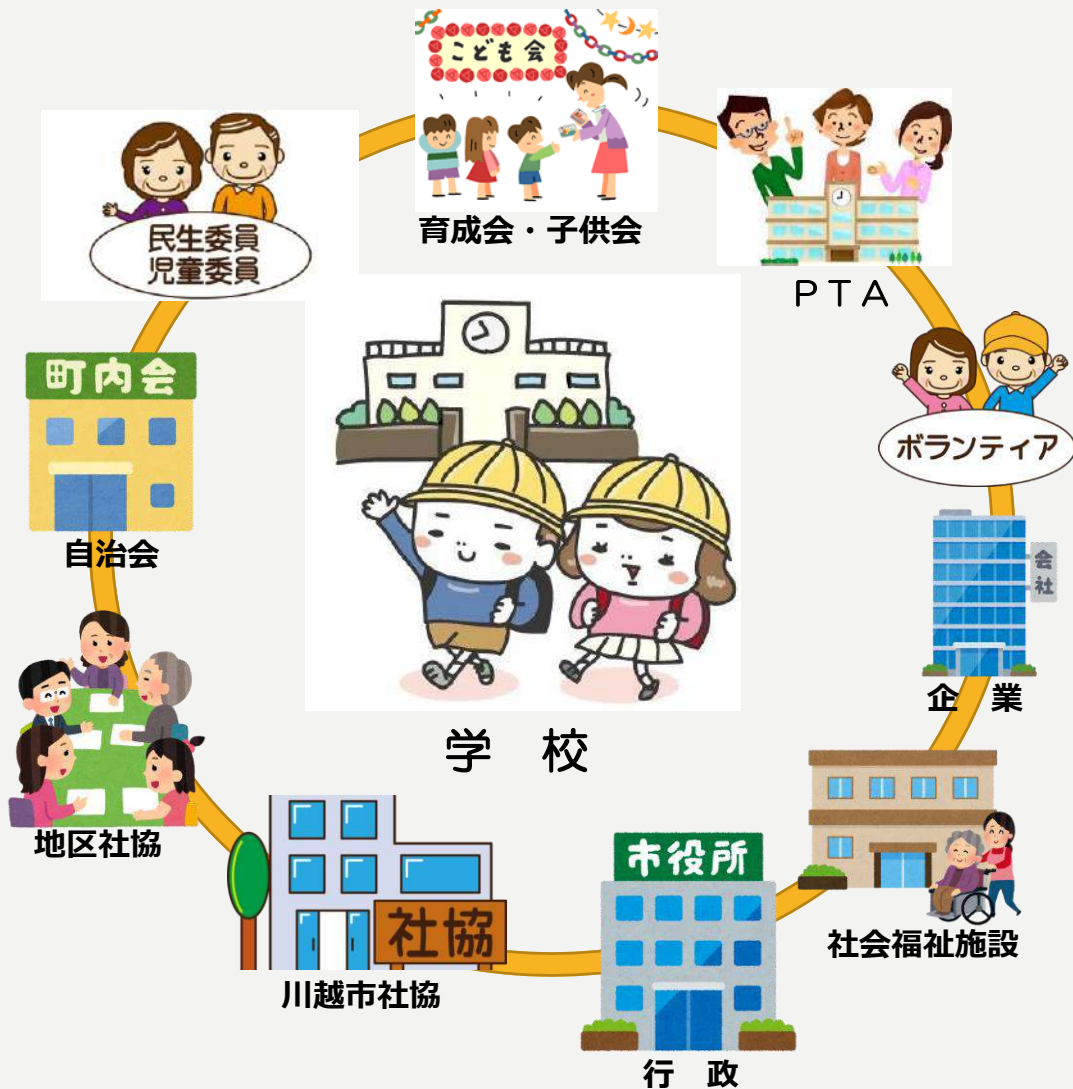 こども会
育成会・子供会
PTA
民生委員
児童委員
ボランティア
町内会
自治会
会社
企 業
学 校
地区社協
社協
川越市社協
市役所
行 政
社会福祉施設